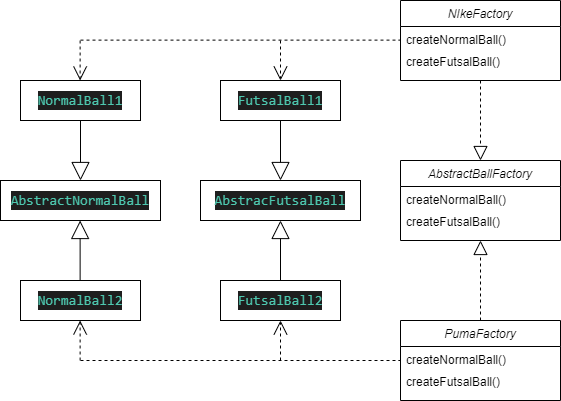 NIkeFactory
createNormalBall()
createFutsalBall()
NormalBall1
FutsalBall1
AbstractNormalBall
AbstracFutsalBall
AbstractBallFactory
createNormalBall()
createFutsalBall()
NormalBall2
FutsalBall2
PumaFactory
createNormalBall()
createFutsalBall()